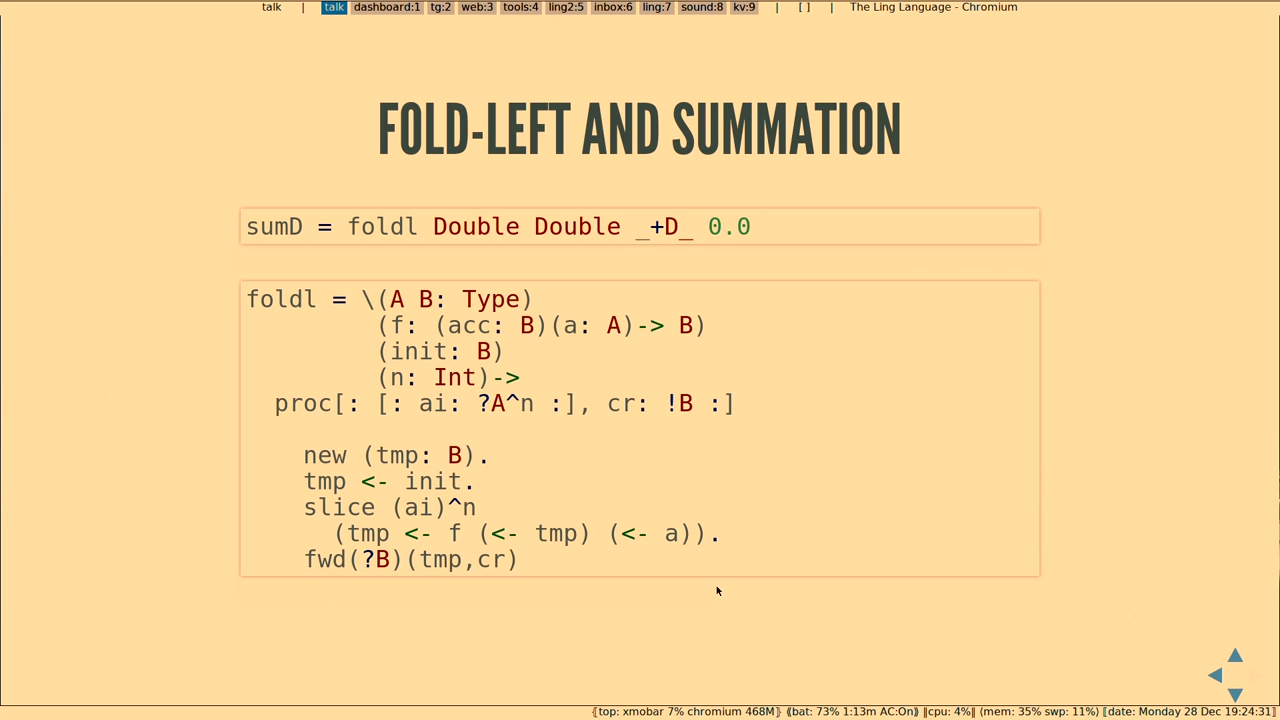 talk | talk dashboard:1 tg:2 web:3 tools:4 ling2:5 inbox:6 ling:7 sound:8 kv:9 | [ ] | The Ling Language - Chromium
FOLD-LEFT AND SUMMATION
sumD = foldl Double Double _+D_ 0.0
foldl = \(A B: Type)
(f: (acc: B)(a: A)-> B)
(init: B)
(n: Int)->
proc[: [: ai: ?A^n :], cr: !B :]
new (tmp: B).
tmp <- init.
slice (ai)^n
(tmp <- f (<- tmp) (<- a)).
fwd(?B)(tmp,cr)
⦃top: xmobar 7% chromium 468M⦄ ⟬bat: 73% 1:13m AC:On⟭ ‖cpu: 4%‖ (mem: 35% swp: 11%) ⟦date: Monday 28 Dec 19:24:31⟧